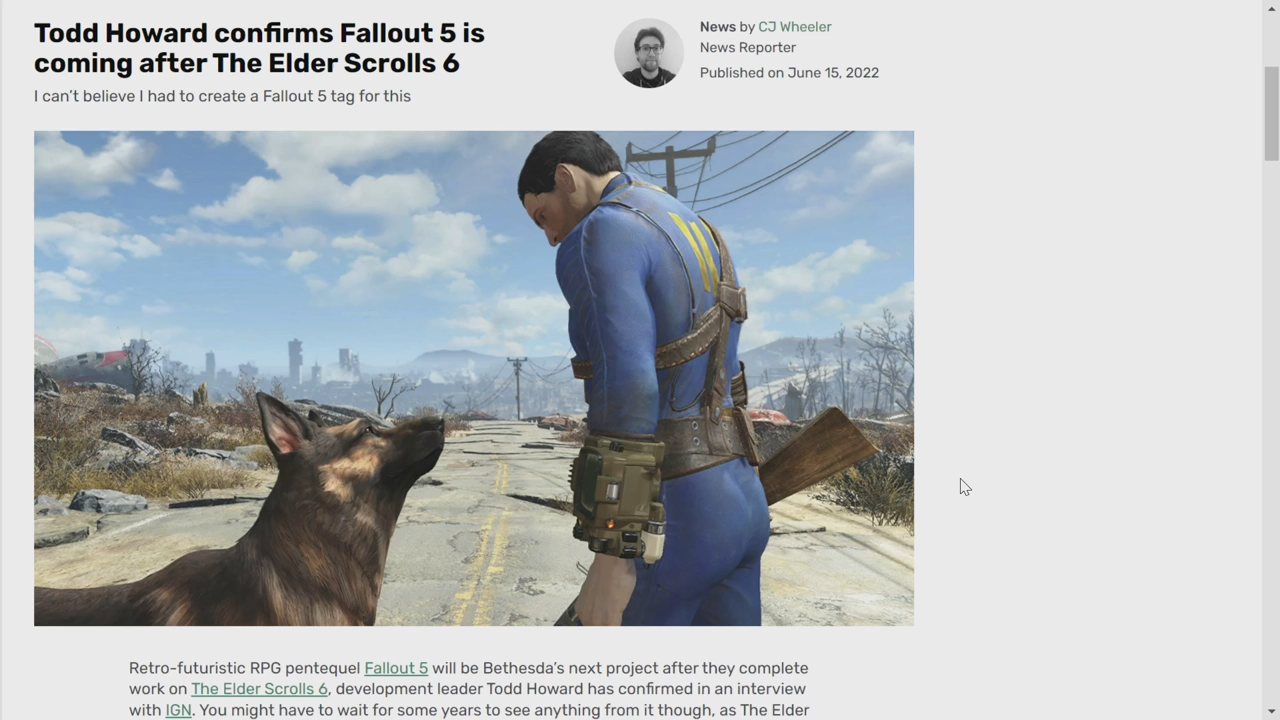 Todd Howard confirms Fallout 5 is
coming after The Elder Scrolls 6
I can’t believe I had to create a Fallout 5 tag for this
News by CJ Wheeler
News Reporter
Published on June 15, 2022
Retro-futuristic RPG pentequel Fallout 5 will be Bethesda’s next project after they complete
work on The Elder Scrolls 6, development leader Todd Howard has confirmed in an interview
with IGN. You might have to wait for some years to see anything from it though, as The Elder